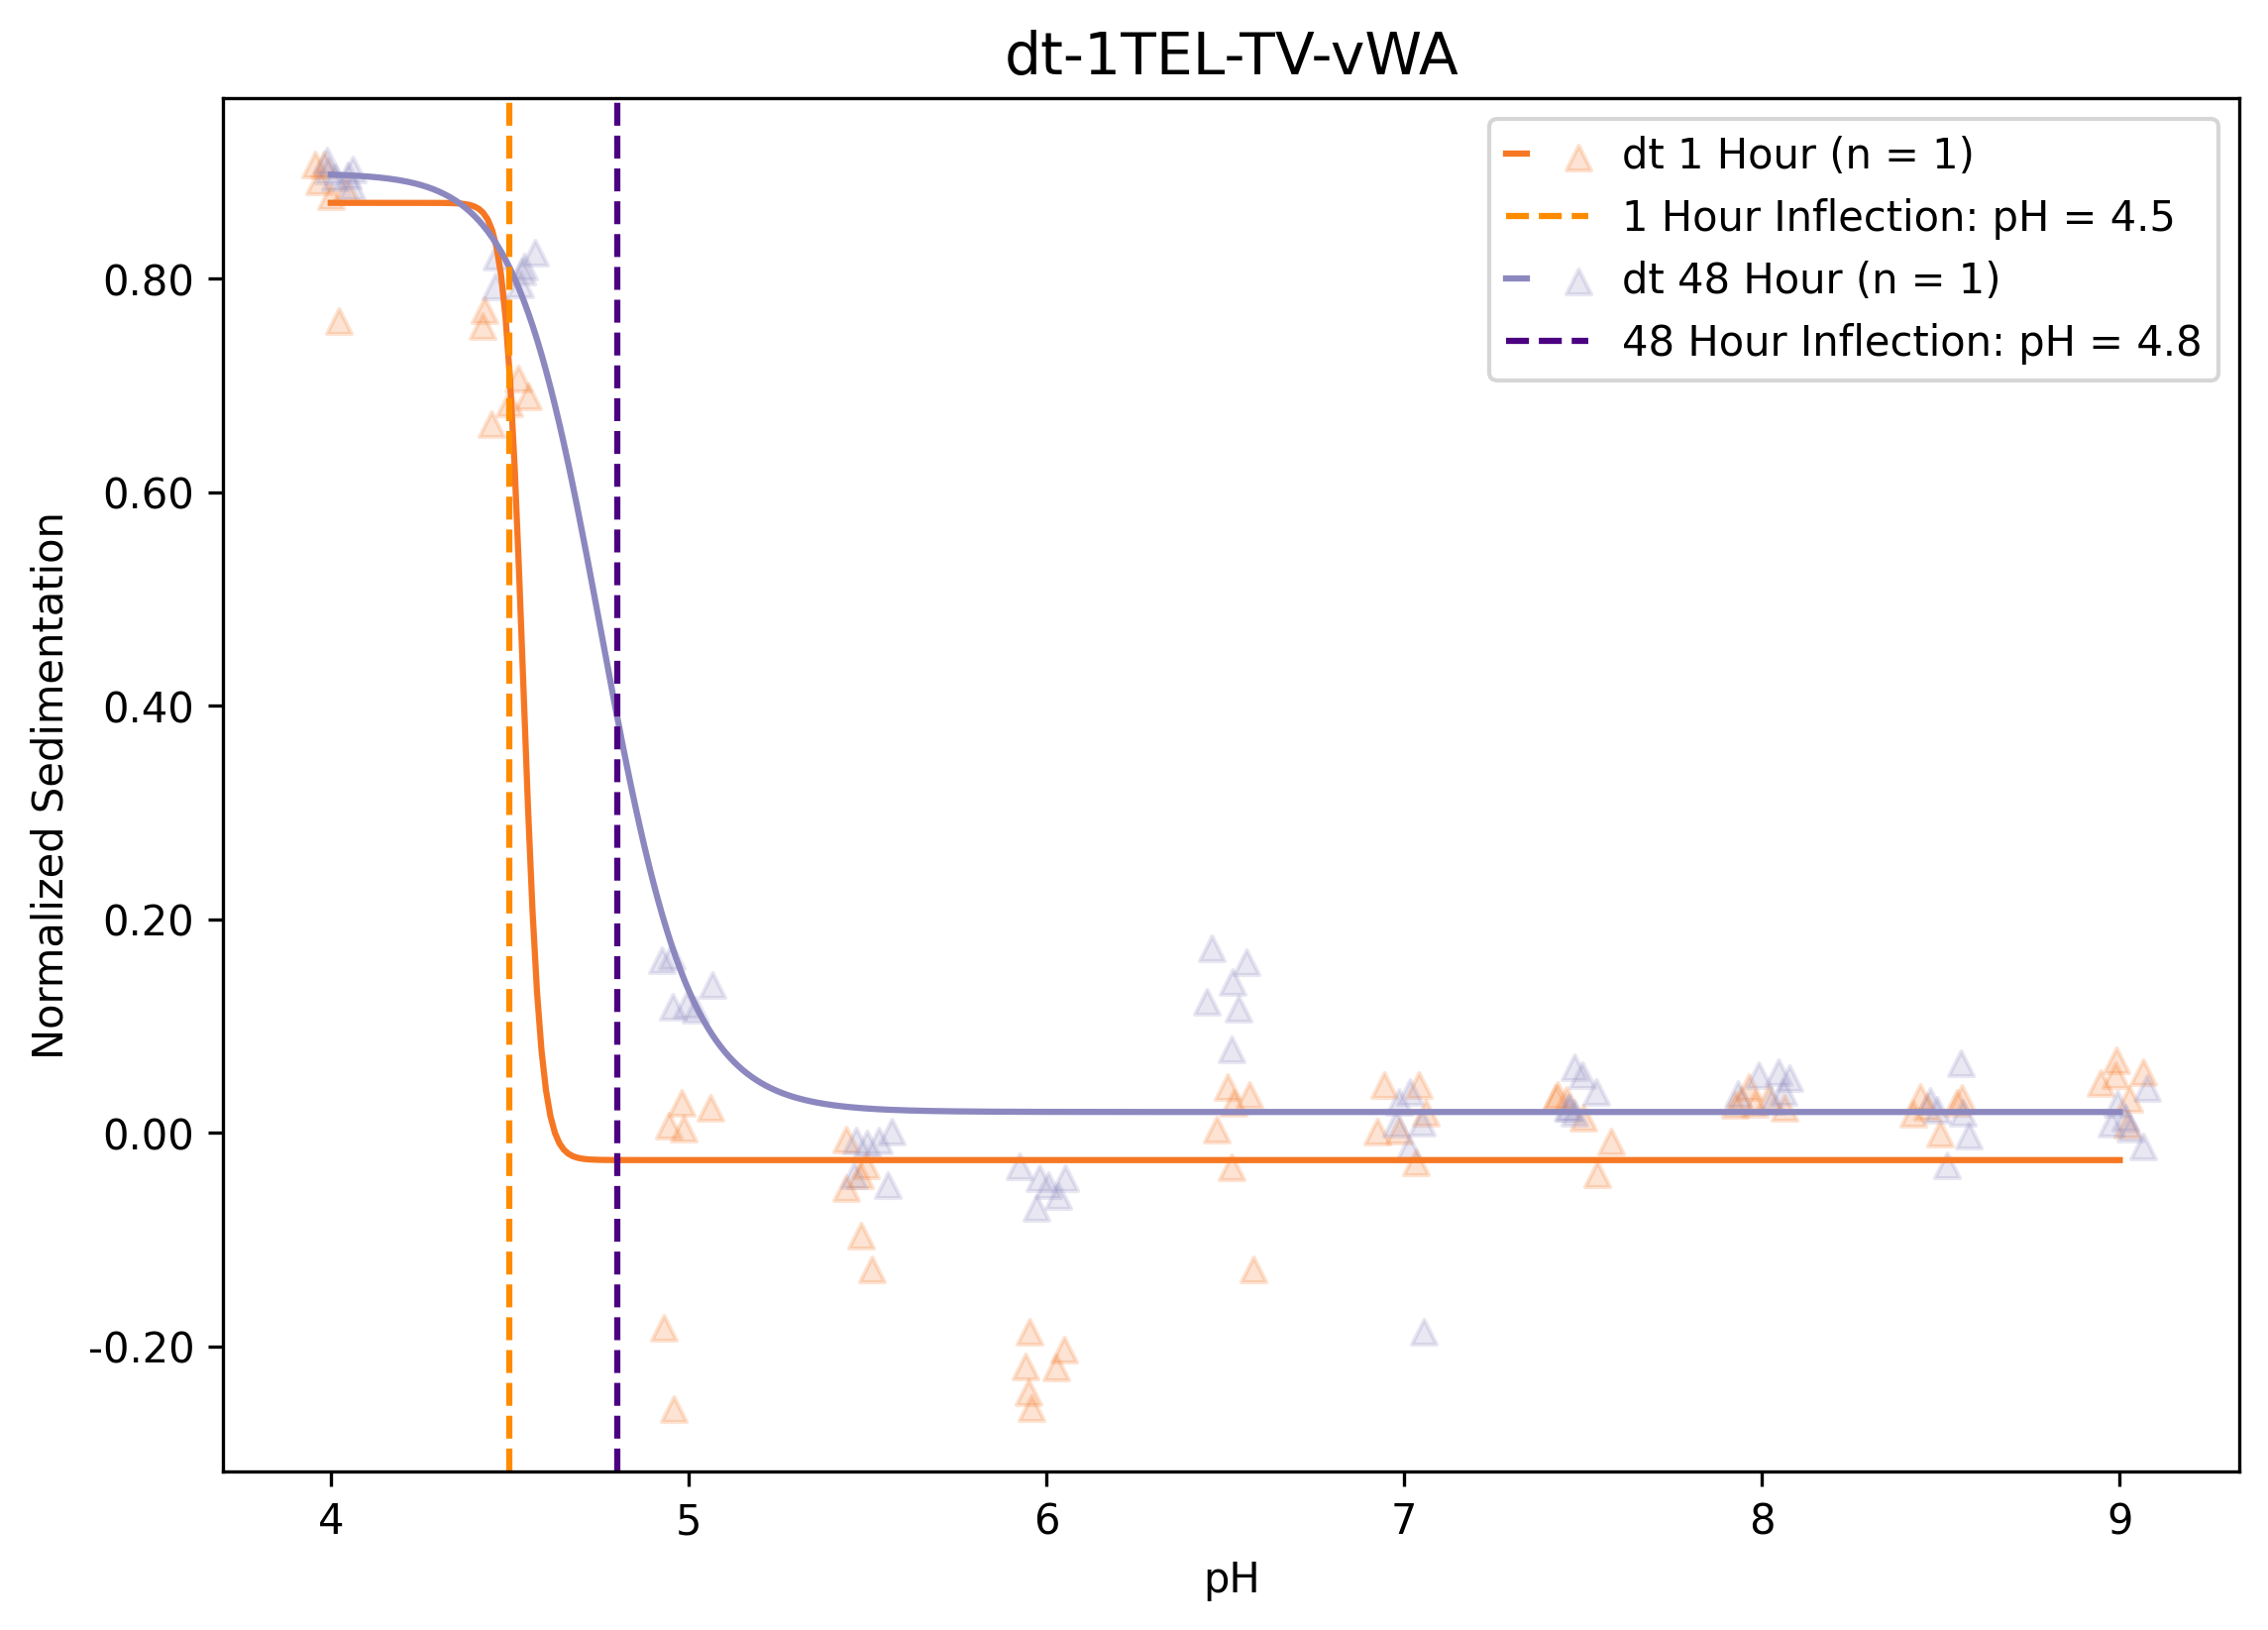 dt-1TEL-TV-vWA
dt 1 Hour (n = 1)
1 Hour Inflection: pH = 4.5
dt 48 Hour (n = 1)
48 Hour Inflection: pH = 4.8
Normalized Sedimentation
0.80
0.60
0.40
0.20
0.00
-0.20
4 5 6 7 8 9
pH